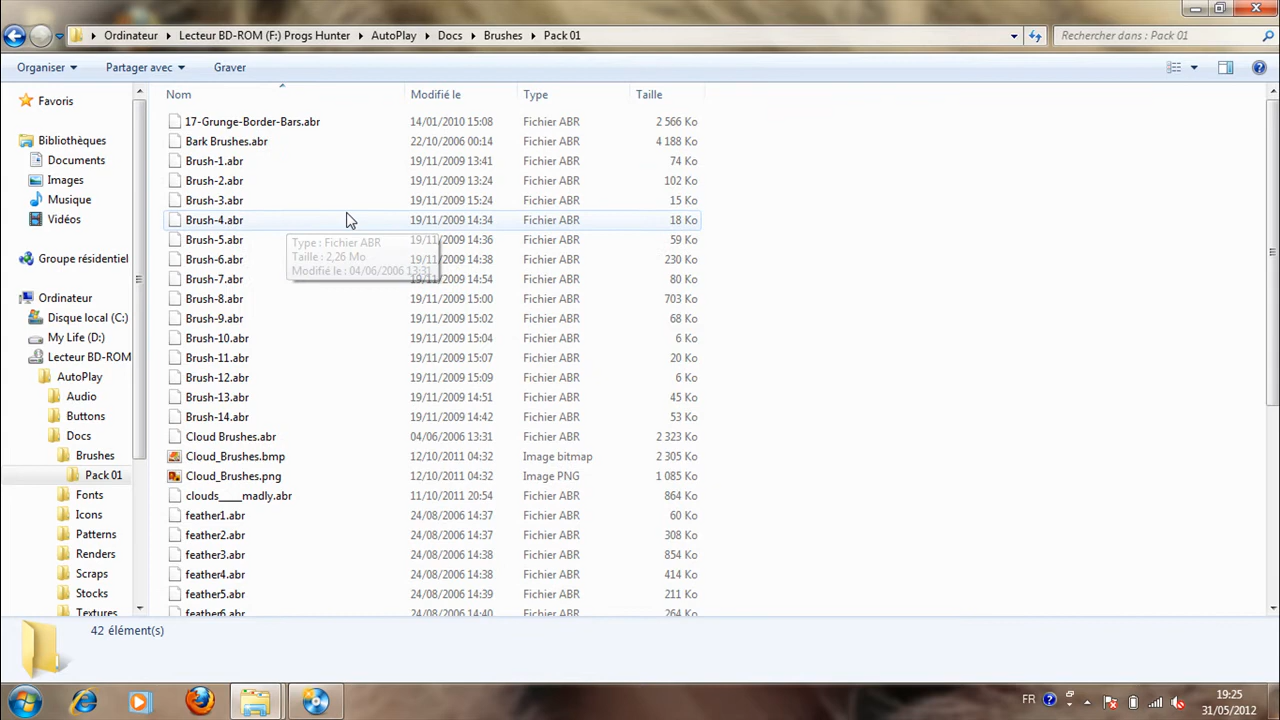 Ordinateur Lecteur BD-ROM (F:) Progs Hunter AutoPlay Docs Brushes Pack 01 Rechercher dans : Pack 01
Organiser Partager avec Graver
Favoris
Bibliothèques
Documents
Images
Musique
Vidéos
Groupe résidentiel
Ordinateur
Disque local (C:)
My Life (D:)
Lecteur BD-ROM
AutoPlay
Audio
Buttons
Docs
Brushes
Pack 01
Fonts
Icons
Patterns
Renders
Scraps
Stocks
Textures
Nom Modifié le Type Taille
17-Grunge-Border-Bars.abr 14/01/2010 15:08 Fichier ABR 2 566 Ko
Bark Brushes.abr 22/10/2006 00:14 Fichier ABR 4 188 Ko
Brush-1.abr 19/11/2009 13:41 Fichier ABR 74 Ko
Brush-2.abr 19/11/2009 13:24 Fichier ABR 102 Ko
Brush-3.abr 19/11/2009 15:24 Fichier ABR 15 Ko
Brush-4.abr 19/11/2009 14:34 Fichier ABR 18 Ko
Brush-5.abr 19/11/2009 14:36 Fichier ABR 59 Ko
Brush-6.abr 19/11/2009 14:38 Fichier ABR 230 Ko
Brush-7.abr 19/11/2009 14:54 Fichier ABR 80 Ko
Brush-8.abr 19/11/2009 15:00 Fichier ABR 703 Ko
Brush-9.abr 19/11/2009 15:02 Fichier ABR 68 Ko
Brush-10.abr 19/11/2009 15:04 Fichier ABR 6 Ko
Brush-11.abr 19/11/2009 15:07 Fichier ABR 20 Ko
Brush-12.abr 19/11/2009 15:09 Fichier ABR 6 Ko
Brush-13.abr 19/11/2009 14:51 Fichier ABR 45 Ko
Brush-14.abr 19/11/2009 14:42 Fichier ABR 53 Ko
Cloud Brushes.abr 04/06/2006 13:31 Fichier ABR 2 323 Ko
Cloud_Brushes.bmp 12/10/2011 04:32 Image bitmap 2 305 Ko
Cloud_Brushes.png 12/10/2011 04:32 Image PNG 1 085 Ko
clouds____madly.abr 11/10/2011 20:54 Fichier ABR 864 Ko
feather1.abr 24/08/2006 14:37 Fichier ABR 60 Ko
feather2.abr 24/08/2006 14:37 Fichier ABR 308 Ko
feather3.abr 24/08/2006 14:38 Fichier ABR 854 Ko
feather4.abr 24/08/2006 14:38 Fichier ABR 414 Ko
feather5.abr 24/08/2006 14:39 Fichier ABR 211 Ko
feather6.abr 24/08/2006 14:40 Fichier ABR 264 Ko
Type : Fichier ABR
Taille : 2,26 Mo
Modifié le : 04/06/2006 13:31
42 élément(s)
FR 19:25
31/05/2012